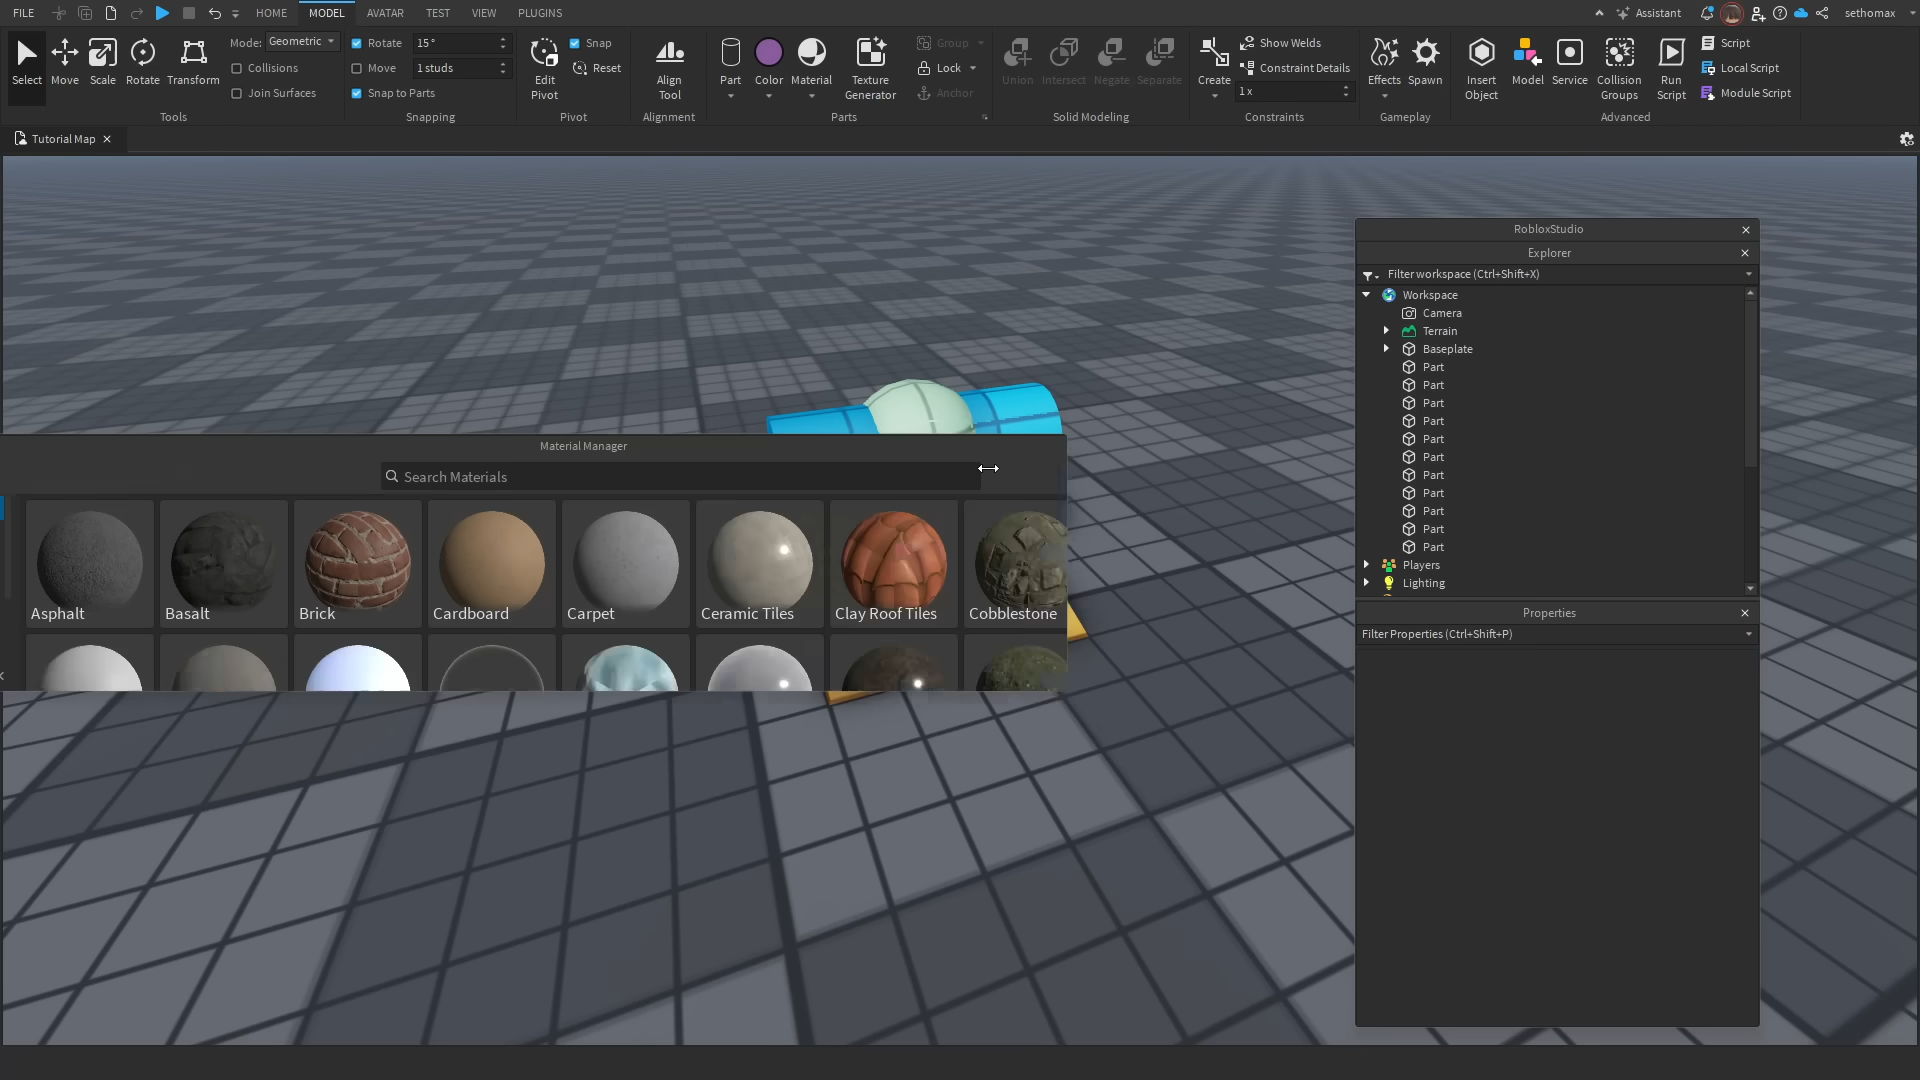 FILE
HOME
MODEL
AVATAR
TEST
VIEW
PLUGINS
Assistant
sethomax
Select
Move
Scale
Rotate
Transform
Mode: Geometric
Collisions
Join Surfaces
Tools
Rotate 15°
Move 1 studs
Snap to Parts
Snapping
Edit
Pivot
Snap
Reset
Pivot
Align
Tool
Alignment
Part
Color
Material
Texture
Generator
Group
Lock
Anchor
Parts
Union
Intersect
Negate
Separate
Solid Modeling
Create
Show Welds
Constraint Details
1 x
Constraints
Effects
Spawn
Gameplay
Insert
Object
Model
Service
Collision
Groups
Run
Script
Script
Local Script
Module Script
Advanced
Tutorial Map
Material Manager
Search Materials
Asphalt
Basalt
Brick
Cardboard
Carpet
Ceramic Tiles
Clay Roof Tiles
Cobblestone
RobloxStudio
Explorer
Filter workspace (Ctrl+Shift+X)
Workspace
Camera
Terrain
Baseplate
Part
Part
Part
Part
Part
Part
Part
Part
Part
Part
Part
Players
Lighting
Properties
Filter Properties (Ctrl+Shift+P)